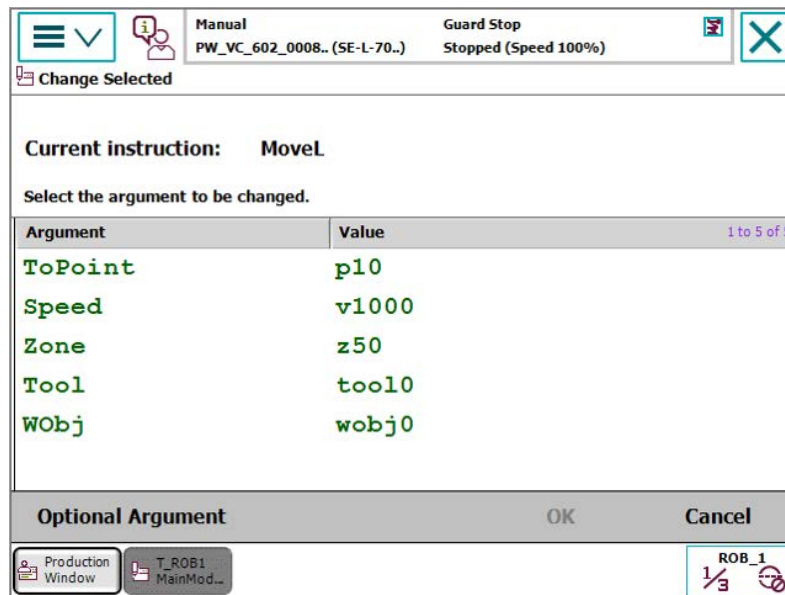 Manual
Guard Stop
PW_VC_602_0008.. (SE-L-70..)
Stopped (Speed 100%)
Change Selected
Current instruction: MoveL
Select the argument to be changed.
Argument Value 1 to 5 of
ToPoint p10
Speed v1000
Zone z50
Tool tool0
WObj wobj0
Optional Argument OK Cancel
Production
Window
T_ROB1
MainMod...
ROB_1
1/3